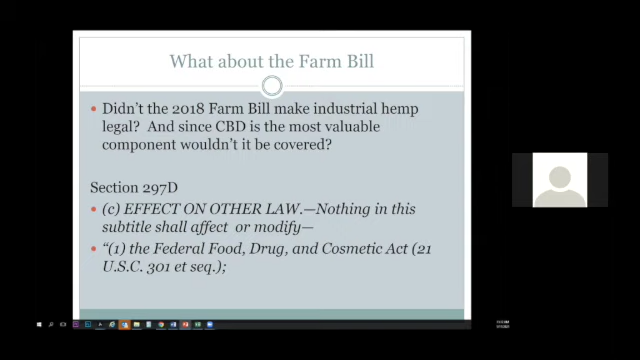 What about the Farm Bill
• Didn't the 2018 Farm Bill make industrial hemp
legal? And since CBD is the most valuable
component wouldn't it be covered?
Section 297D
• (c) EFFECT ON OTHER LAW.—Nothing in this
subtitle shall affect or modify—
• “(1) the Federal Food, Drug, and Cosmetic Act (21
U.S.C. 301 et seq.);